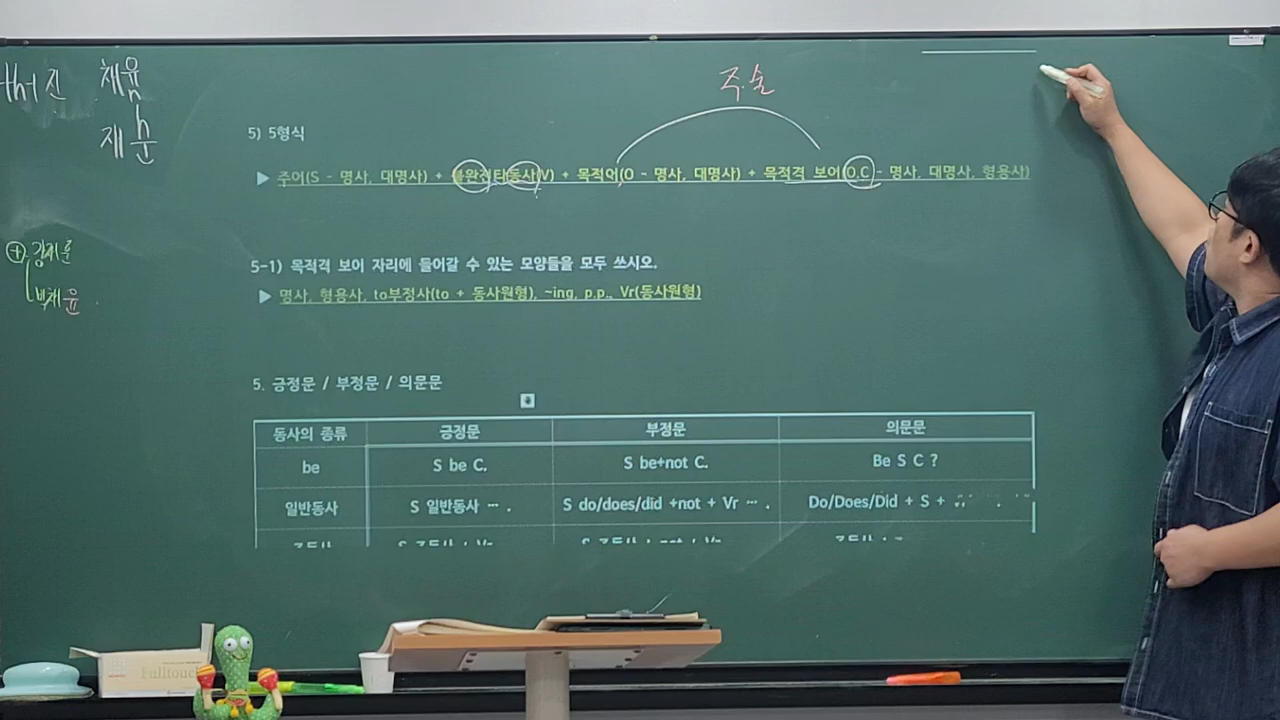 채윤
재훈
주.술
5) 5형식
▶ 주어(S - 명사, 대명사) + 불완전타동사(V) + 목적어(O - 명사, 대명사) + 목적격 보어(O.C - 명사, 대명사, 형용사)
5-1) 목적격 보어 자리에 들어갈 수 있는 모양들을 모두 쓰시오.
▶ 명사, 형용사, to부정사(to + 동사원형), ~ing, p.p., Vr(동사원형)
5. 긍정문 / 부정문 / 의문문
동사의 종류 긍정문 부정문 의문문
be S be C. S be+not C. Be S C ?
일반동사 S 일반동사 … . S do/does/did +not + Vr … . Do/Does/Did + S +
Fulltouch